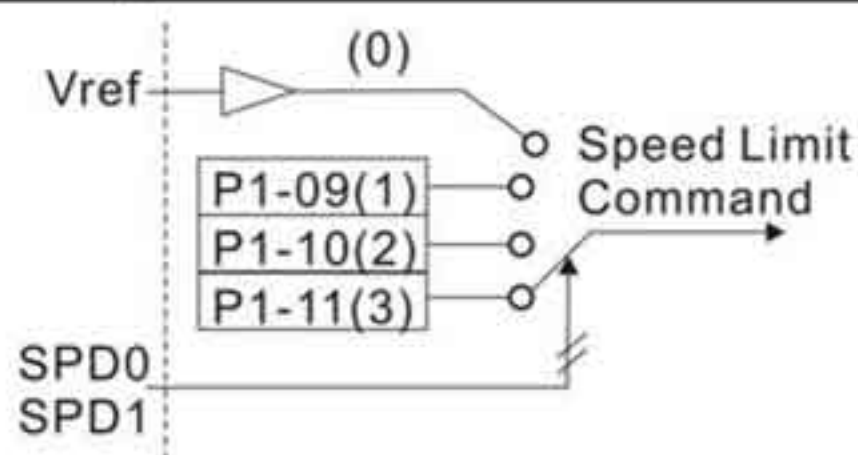 (0)
Vref
Speed Limit
Command
P1-09(1)
P1-10(2)
P1-11(3)
SPD0
SPD1